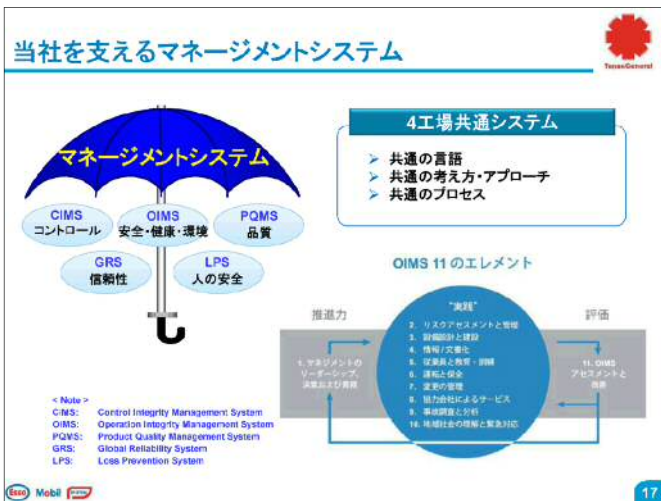 当社を支えるマネージメントシステム
TonenGeneral
マネージメントシステム
CIMS
コントロール
OIMS
安全・健康・環境
PQMS
品質
GRS
信頼性
LPS
人の安全
4工場共通システム
➢ 共通の言語
➢ 共通の考え方・アプローチ
➢ 共通のプロセス
OIMS 11 のエレメント
推進力
"実践"
評価
1. マネージメントの
リーダーシップ、
決意および責務
2. リスクアセスメントと管理
3. 設備設計と建設
4. 情報/文書化
5. 従業員と教育・訓練
6. 運転と保全
7. 変更の管理
8. 協力会社によるサービス
9. 事故調査と分析
10. 地域社会の理解と緊急対応
11. OIMS
アセスメントと
改善
< Note >
CIMS: Control Integrity Management System
OIMS: Operation Integrity Management System
PQMS: Product Quality Management System
GRS: Global Reliability System
LPS: Loss Prevention System
Esso Mobil
17